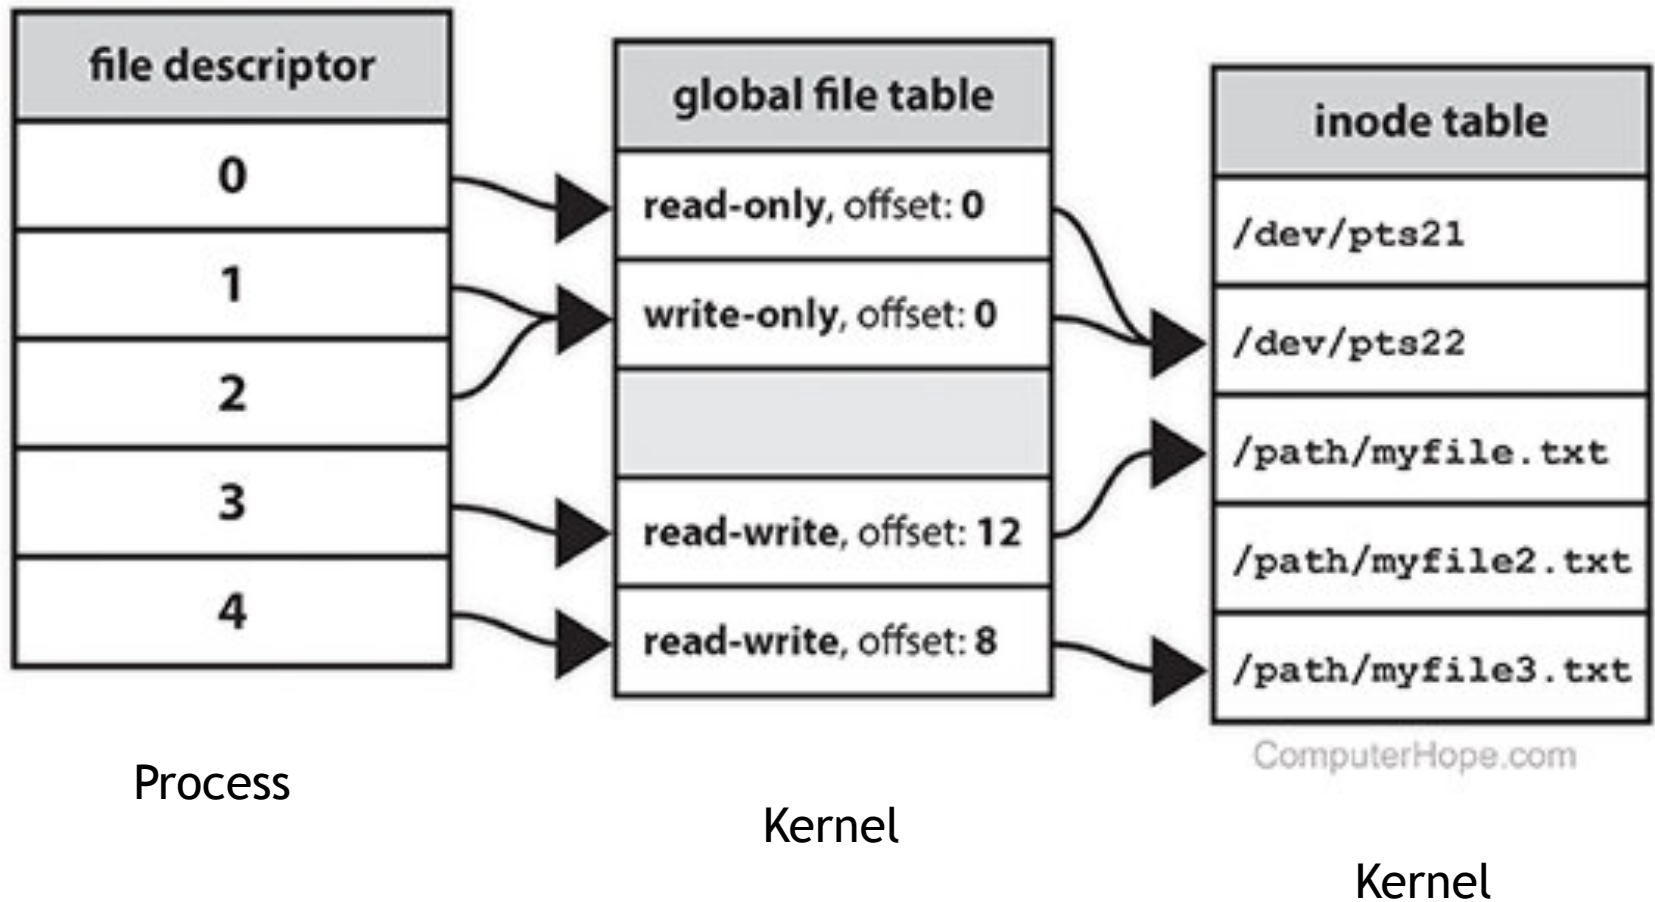 file descriptor
0
1
2
3
4
global file table
read-only, offset: 0
write-only, offset: 0
read-write, offset: 12
read-write, offset: 8
inode table
/dev/pts21
/dev/pts22
/path/myfile.txt
/path/myfile2.txt
/path/myfile3.txt
ComputerHope.com
Process
Kernel
Kernel